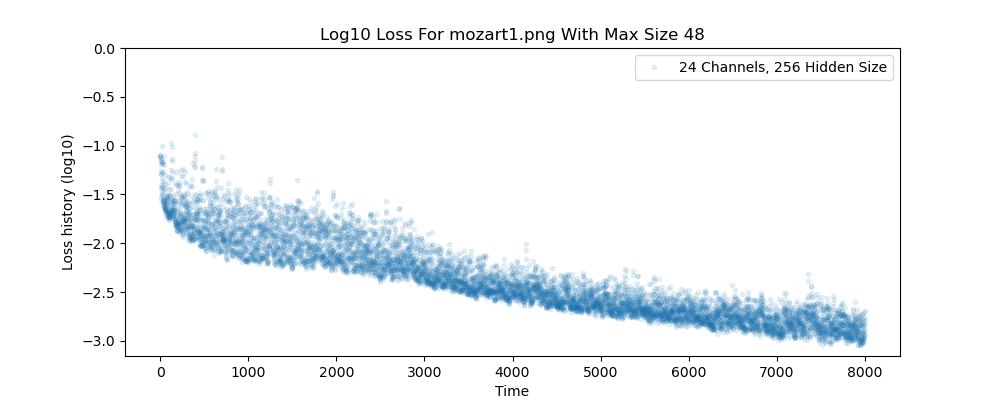 Log10 Loss For mozart1.png With Max Size 48
24 Channels, 256 Hidden Size
Loss history (log10)
0.0
−0.5
−1.0
−1.5
−2.0
−2.5
−3.0
0 1000 2000 3000 4000 5000 6000 7000 8000
Time